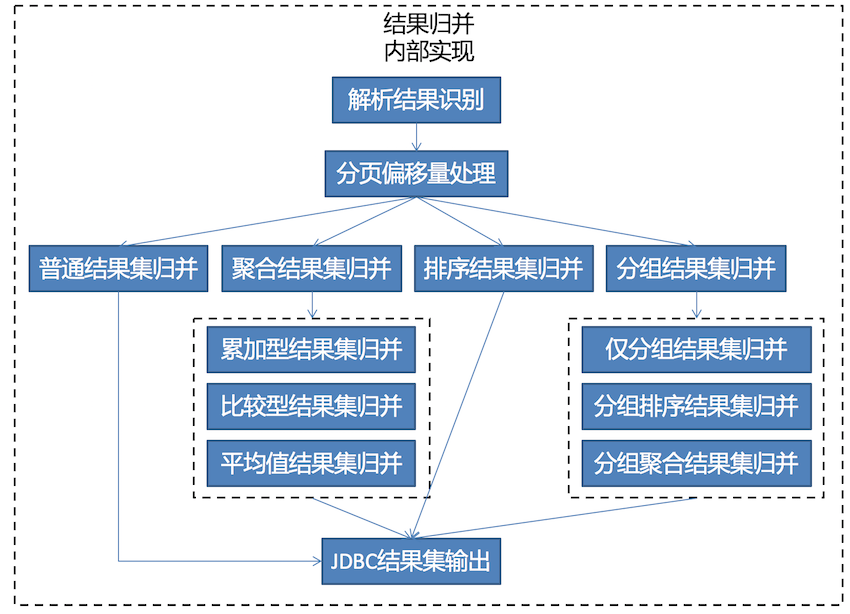 结果归并
内部实现
解析结果识别
分页偏移量处理
普通结果集归并
聚合结果集归并
排序结果集归并
分组结果集归并
累加型结果集归并
比较型结果集归并
平均值结果集归并
仅分组结果集归并
分组排序结果集归并
分组聚合结果集归并
JDBC结果集输出